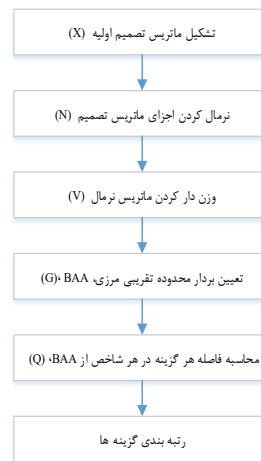 تشکیل ماتریس تصمیم اولیه (X)
نرمال کردن اجزای ماتریس تصمیم (N)
وزن دار کردن ماتریس نرمال (V)
تعیین بردار محدوده تقریبی مرزی، BAA ،(G)
محاسبه فاصله هر گزینه در هر شاخص از BAA، (Q)
رتبه بندی گزینه ها